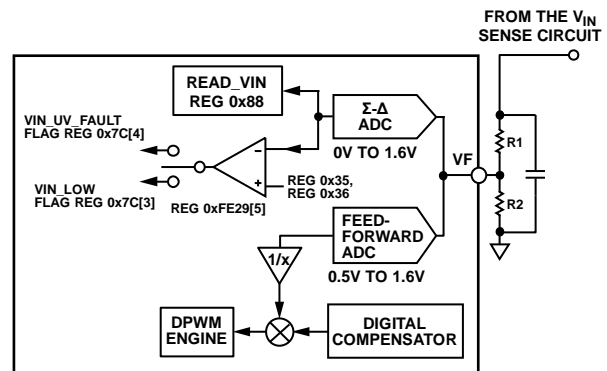 FROM THE VIN
SENSE CIRCUIT
READ_VIN
REG 0x88
Σ-Δ
ADC
0V TO 1.6V
VIN_UV_FAULT
FLAG REG 0x7C[4]
VIN_LOW
FLAG REG 0x7C[3]
–
+
REG 0x35,
REG 0x36
REG 0xFE29[5]
VF
R1
R2
FEED-
FORWARD
ADC
0.5V TO 1.6V
1/x
DPWM
ENGINE
DIGITAL
COMPENSATOR